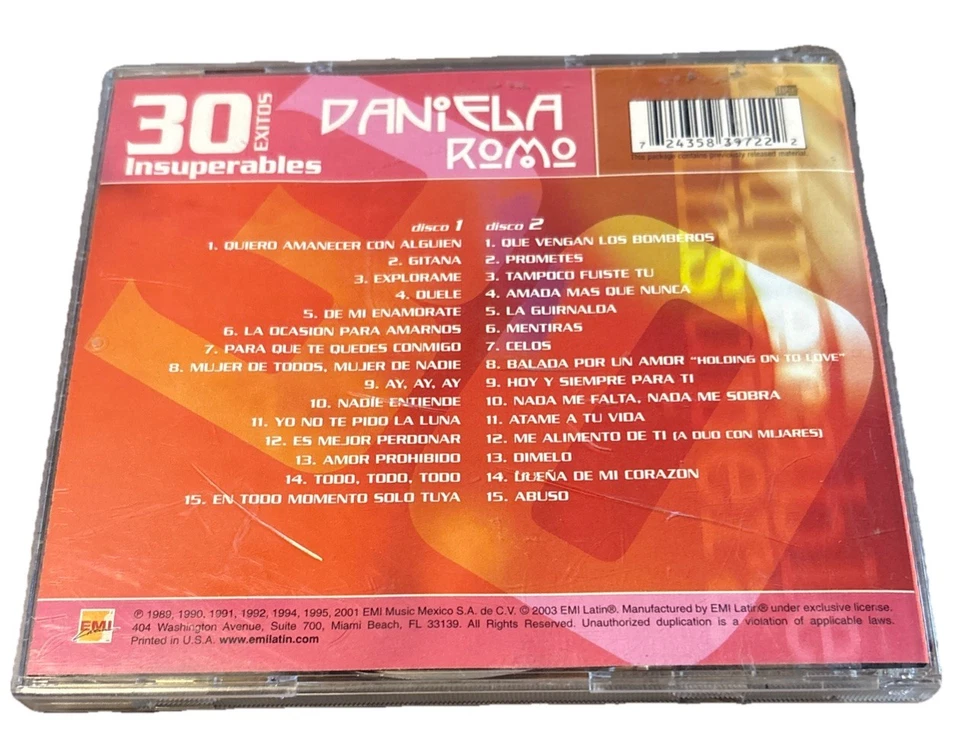 30
EXITOS
Insuperables
DANIELA
ROMO
7 24358 39722 2
This package contains previously released material.
disco 1
1. QUIERO AMANECER CON ALGUIEN
2. GITANA
3. EXPLORAME
4. DUELE
5. DE MI ENAMORATE
6. LA OCASION PARA AMARNOS
7. PARA QUE TE QUEDES CONMIGO
8. MUJER DE TODOS, MUJER DE NADIE
9. AY, AY, AY
10. NADIE ENTIENDE
11. YO NO TE PIDO LA LUNA
12. ES MEJOR PERDONAR
13. AMOR PROHIBIDO
14. TODO, TODO, TODO
15. EN TODO MOMENTO SOLO TUYA
disco 2
1. QUE VENGAN LOS BOMBEROS
2. PROMETES
3. TAMPOCO FUISTE TU
4. AMADA MAS QUE NUNCA
5. LA GUIRNALDA
6. MENTIRAS
7. CELOS
8. BALADA POR UN AMOR "HOLDING ON TO LOVE"
9. HOY Y SIEMPRE PARA TI
10. NADA ME FALTA, NADA ME SOBRA
11. ATAME A TU VIDA
12. ME ALIMENTO DE TI (A DUO CON MIJARES)
13. DIMELO
14. DUEÑA DE MI CORAZON
15. ABUSO
EMI
℗ 1989, 1990, 1991, 1992, 1994, 1995, 2001 EMI Music Mexico S.A. de C.V. © 2003 EMI Latin®. Manufactured by EMI Latin® under exclusive license.
404 Washington Avenue, Suite 700, Miami Beach, FL 33139. All Rights Reserved. Unauthorized duplication is a violation of applicable laws.
Printed in U.S.A. www.emilatin.com